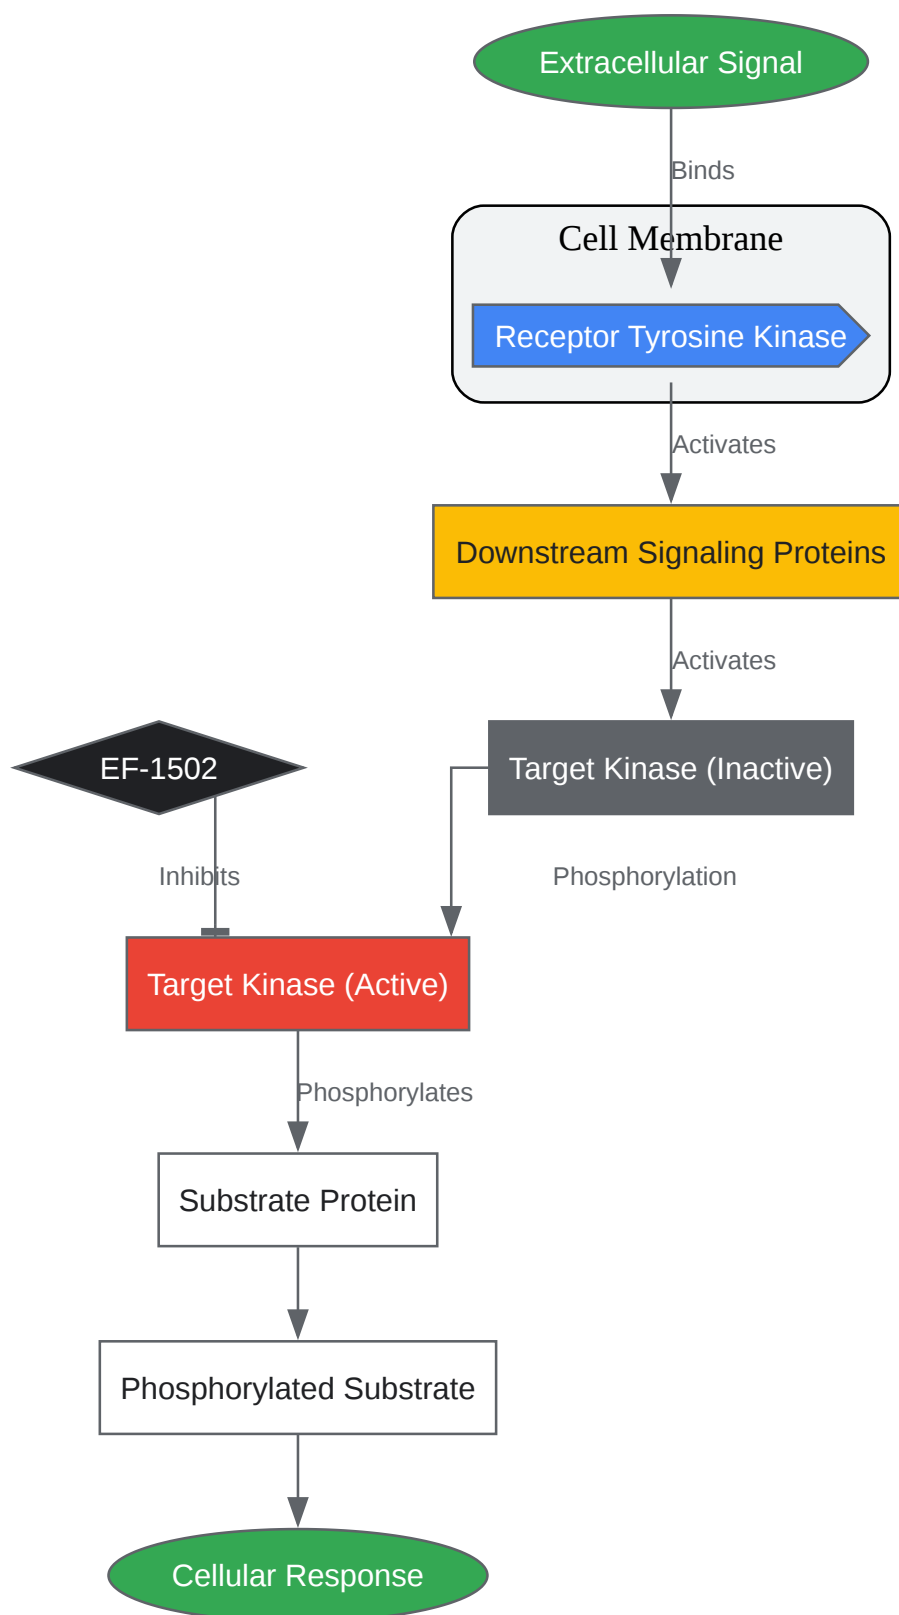 Extracellular Signal
Binds
Cell Membrane
Receptor Tyrosine Kinase
Activates
Downstream Signaling Proteins
Activates
EF-1502
Target Kinase (Inactive)
Inhibits
Phosphorylation
Target Kinase (Active)
Phosphorylates
Substrate Protein
Phosphorylated Substrate
Cellular Response